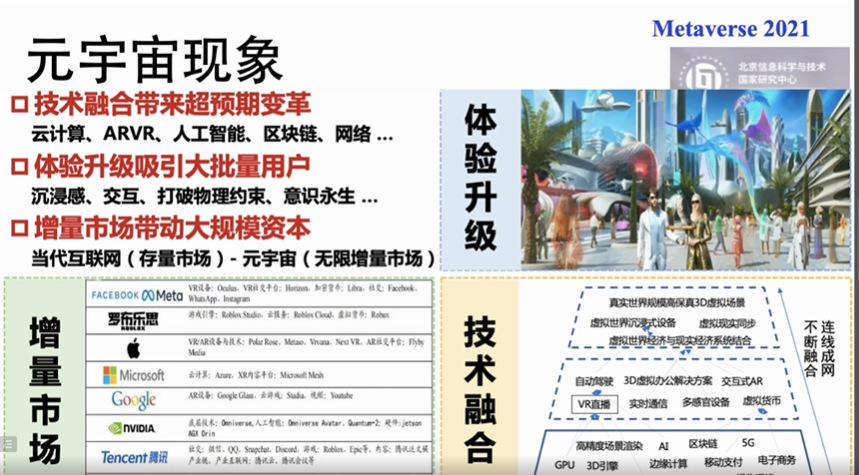 Metaverse 2021
元宇宙现象
北京信息科学与技术
国家研究中心
技术融合带来超预期变革
云计算、ARVR、人工智能、区块链、网络 ...
体验升级吸引大批量用户
沉浸感、交互、打破物理约束、意识永生 ...
增量市场带动大规模资本
当代互联网（存量市场）- 元宇宙（无限增量市场）
体验升级
增量市场
FACEBOOK Meta
VR设备: Oculus、VR社交平台: Horizon、加密货币: Libra、社交: Facebook、
WhatsApp、Instagram
罗布乐思
ROBLOX
游戏引擎: Roblox Studio、云服务: Roblox Cloud、虚拟货币: Robux
VR/AR设备与技术: Poke Rose、Metaio、Vrvana、Next VR、AR社交平台: Flyby
Media
Microsoft
云计算: Azure、XR内容平台: Microsoft Mesh
Google
AR设备: Google Glass、云游戏: Studia、视频: Youtube
NVIDIA
底层技术: Omniverse,人工智能: Omniverse Avatar、Quantum-2; 硬件:jetson
AGX Orin
Tencent腾讯
社交: 微信、QQ、Snapchat、Discord、游戏: Roblox、Epic等、内容: 腾讯泛文娱
产业链、产业互联网: 腾讯云、腾讯会议等
技术融合
真实世界规模高保真3D虚拟场景
虚拟世界沉浸式设备 虚拟现实同步
虚拟世界经济与现实经济系统结合
连线成网
不断融合
自动驾驶 3D虚拟办公解决方案 交互式AR
VR直播 实时通信 多感官设备 虚拟货币
高精度场景渲染 AI 区块链 5G
GPU 3D引擎 边缘计算 移动支付 电子商务